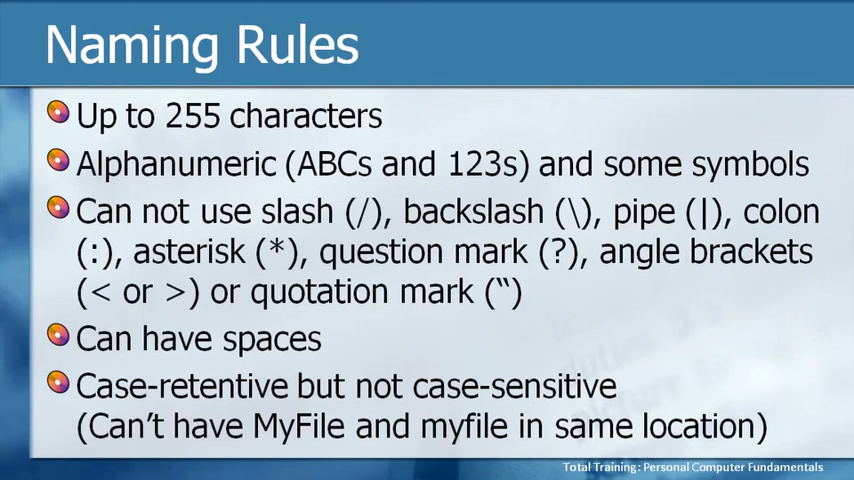 Naming Rules
Up to 255 characters
Alphanumeric (ABCs and 123s) and some symbols
Can not use slash (/), backslash (\), pipe (|), colon
(:), asterisk (*), question mark (?), angle brackets
(< or >) or quotation mark (“)
Can have spaces
Case-retentive but not case-sensitive
(Can’t have MyFile and myfile in same location)
Total Training: Personal Computer Fundamentals